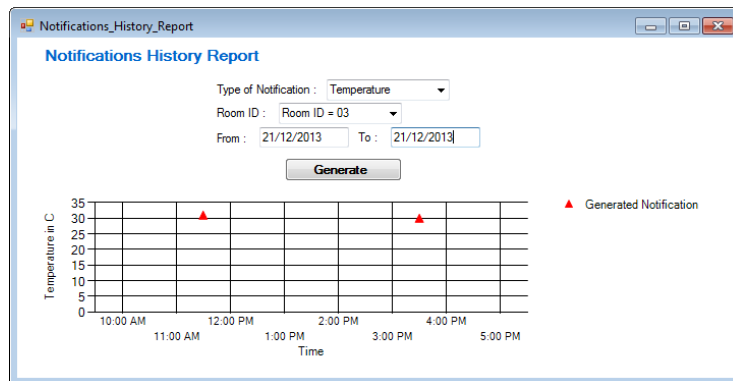 Notifications_History_Report
Notifications History Report
Type of Notification : Temperature
Room ID : Room ID = 03
From : 21/12/2013 To : 21/12/2013
Generate
Generated Notification
Temperature in C
35
30
25
20
15
10
5
0
10:00 AM 12:00 PM 2:00 PM 4:00 PM
11:00 AM 1:00 PM 3:00 PM 5:00 PM
Time